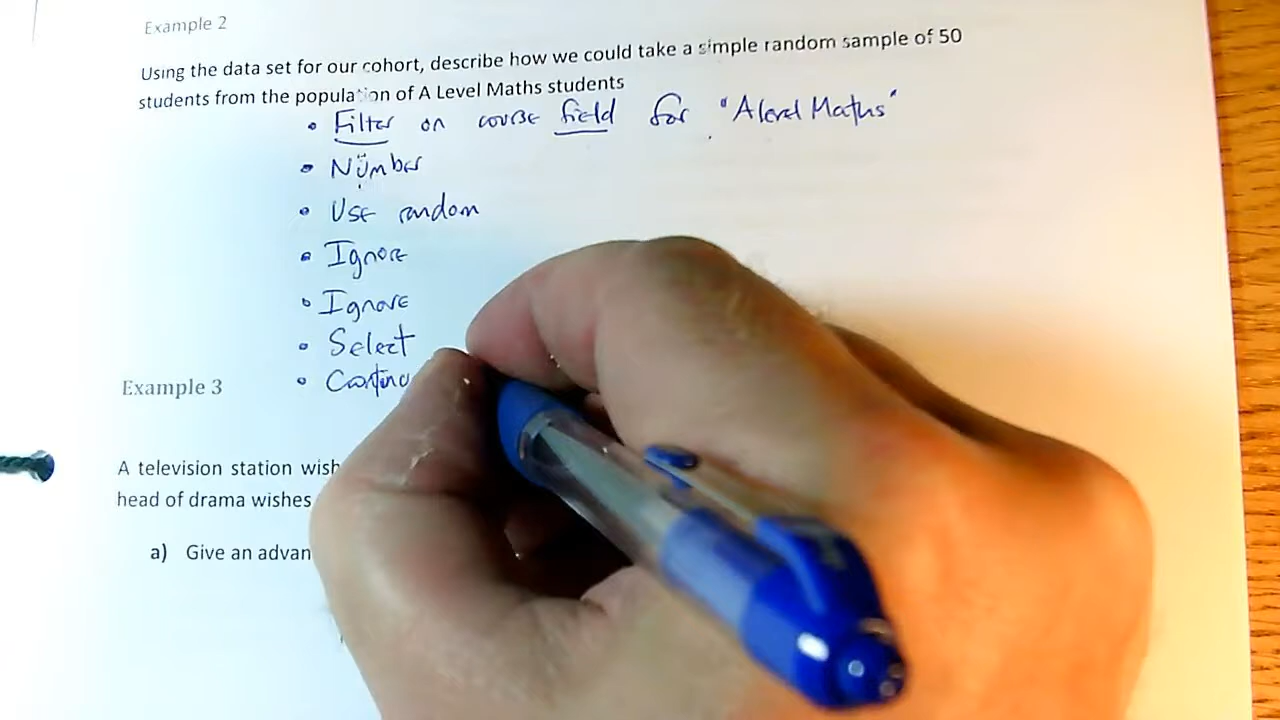 Example 2
Using the data set for our cohort, describe how we could take a simple random sample of 50
students from the population of A Level Maths students
• Filter on course field for "A level Maths"
• Number
• Use random
• Ignore
• Ignore
• Select
Example 3
A television station wish
head of drama wishes
a) Give an advan